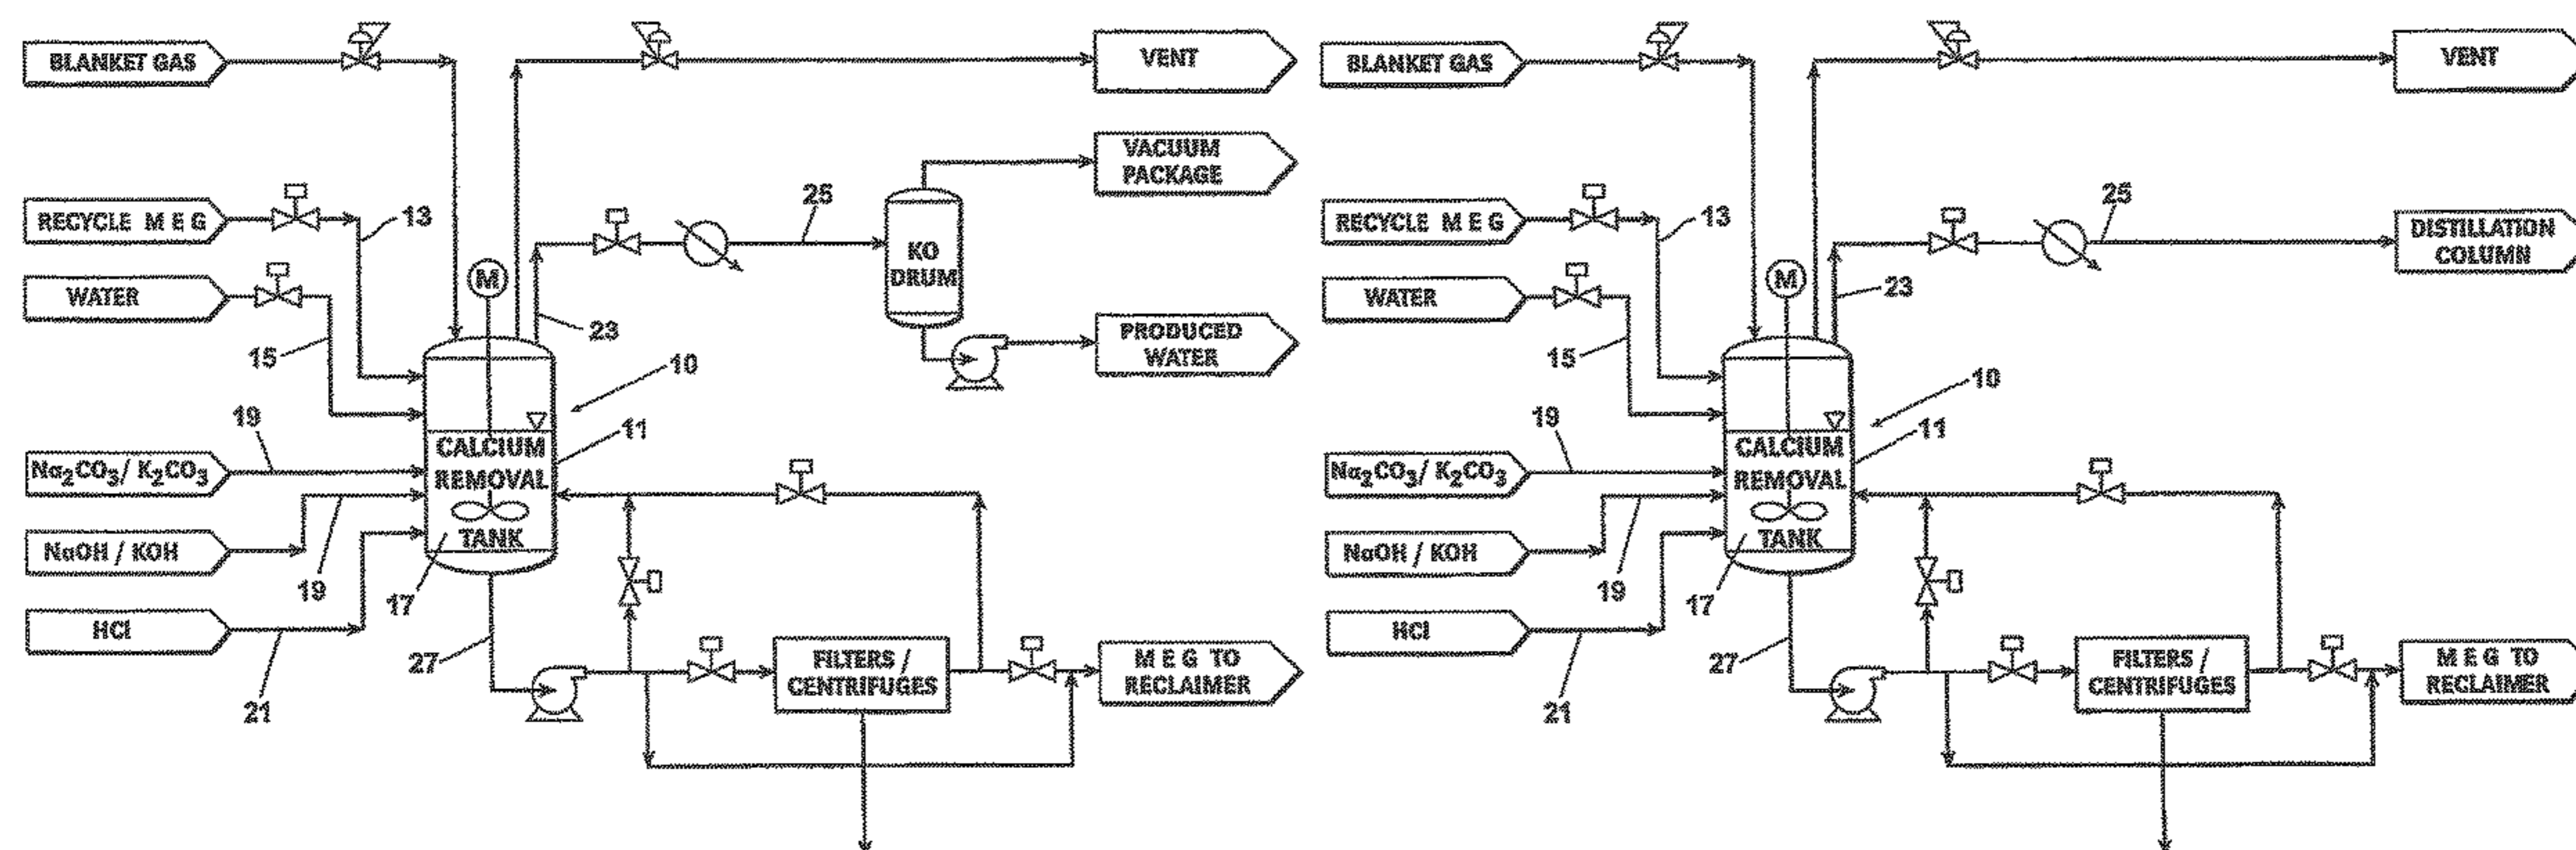 BLANKET GAS
VENT
VACUUM
PACKAGE
RECYCLE M E G
13
25
KO
DRUM
M
WATER
23
PRODUCED
WATER
15
10
19
11
CALCIUM
REMOVAL
TANK
Na2CO3/ K2CO3
NaOH / KOH
19
17
HCl
27
21
FILTERS /
CENTRIFUGES
M E G TO
RECLAIMER
BLANKET GAS
VENT
RECYCLE M E G
13
25
DISTILLATION
COLUMN
M
WATER
23
15
10
19
11
CALCIUM
REMOVAL
TANK
Na2CO3/ K2CO3
NaOH / KOH
19
17
HCl
27
21
FILTERS /
CENTRIFUGES
M E G TO
RECLAIMER